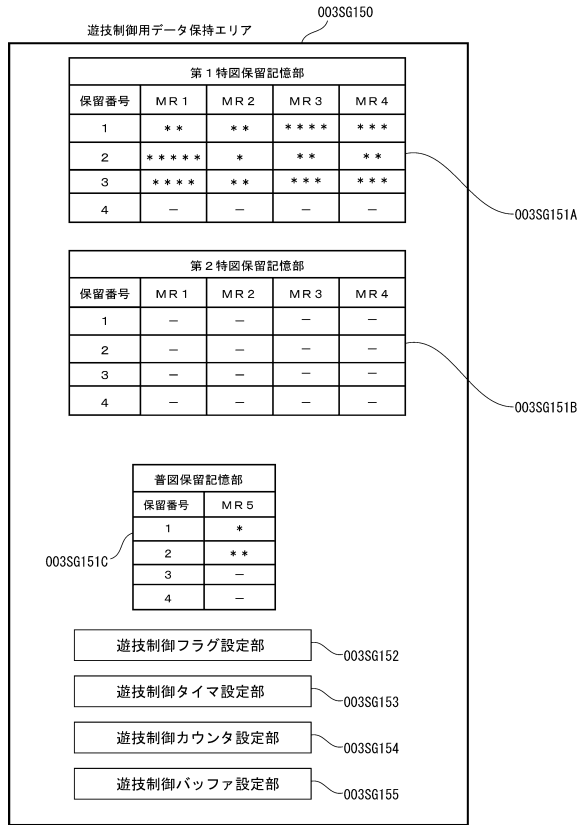 003SG150
遊技制御用データ保持エリア
第1特図保留記憶部
保留番号 MR1 MR2 MR3 MR4
1 ** ** **** ***
2 ***** * ** **
3 **** ** *** ***
4 − − − −
003SG151A
第2特図保留記憶部
保留番号 MR1 MR2 MR3 MR4
1 − − − −
2 − − − −
3 − − − −
4 − − − −
003SG151B
普図保留記憶部
保留番号 MR5
1 *
2 **
3 −
4 −
003SG151C
遊技制御フラグ設定部
003SG152
遊技制御タイマ設定部
003SG153
遊技制御カウンタ設定部
003SG154
遊技制御バッファ設定部
003SG155